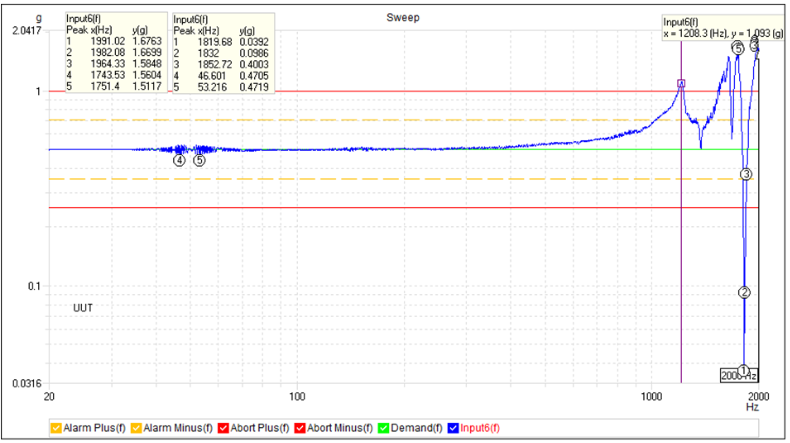 Sweep
g
2.0417
Input6(f)
Peak x(Hz) y(g)
1 1991.02 1.6763
2 1982.08 1.6699
3 1964.33 1.5848
4 1743.53 1.5604
5 1751.4 1.5117
Input6(f)
Peak x(Hz) y(g)
1 1819.68 0.0392
2 1832 0.0986
3 1852.72 0.4003
4 46.601 0.4705
5 53.216 0.4719
Input6(f)
x = 1208.3 (Hz), y = 1.093 (g)
5
1
4 5
3
0.1
2
UUT
1
2000 Hz
0.0316
20 100 1000 2000
Hz
Alarm Plus(f) Alarm Minus(f) Abort Plus(f) Abort Minus(f) Demand(f) Input6(f)